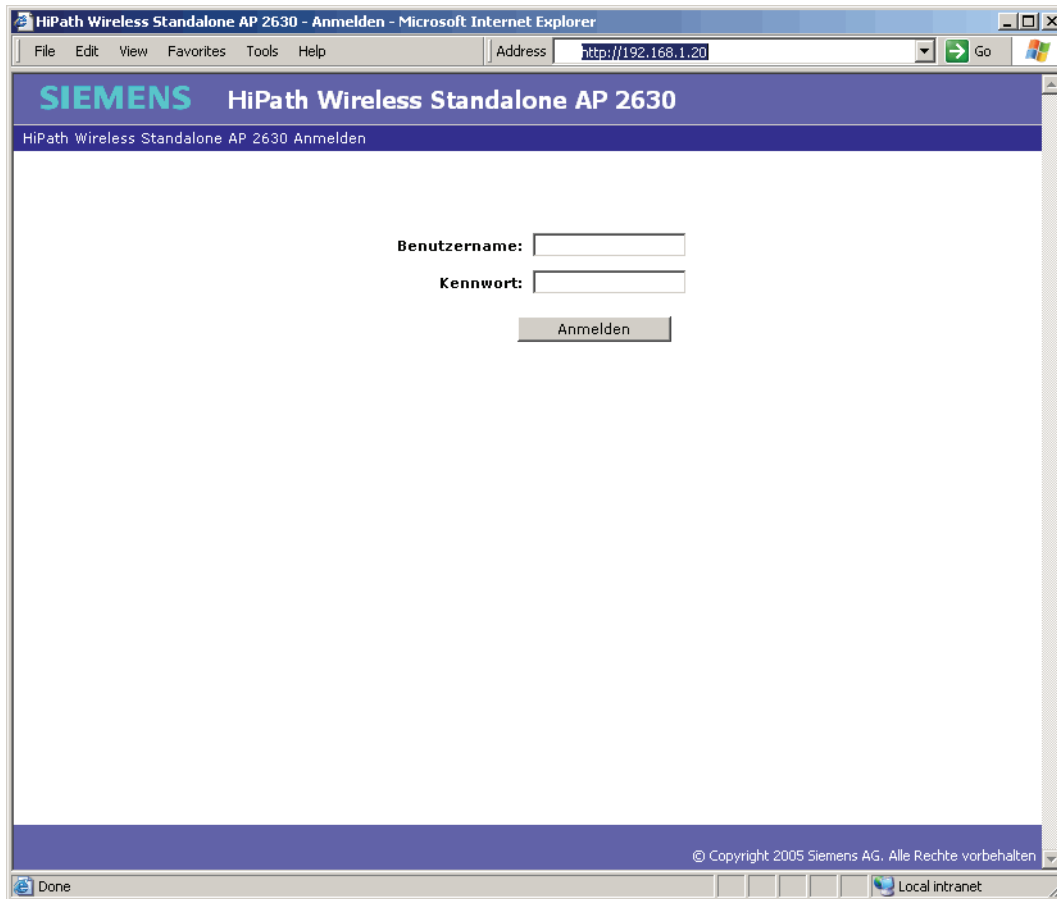 HiPath Wireless Standalone AP 2630 - Anmelden - Microsoft Internet Explorer
File Edit View Favorites Tools Help Address http://192.168.1.20 Go
SIEMENS HiPath Wireless Standalone AP 2630
HiPath Wireless Standalone AP 2630 Anmelden
Benutzername:
Kennwort:
Anmelden
© Copyright 2005 Siemens AG. Alle Rechte vorbehalten
Done Local intranet